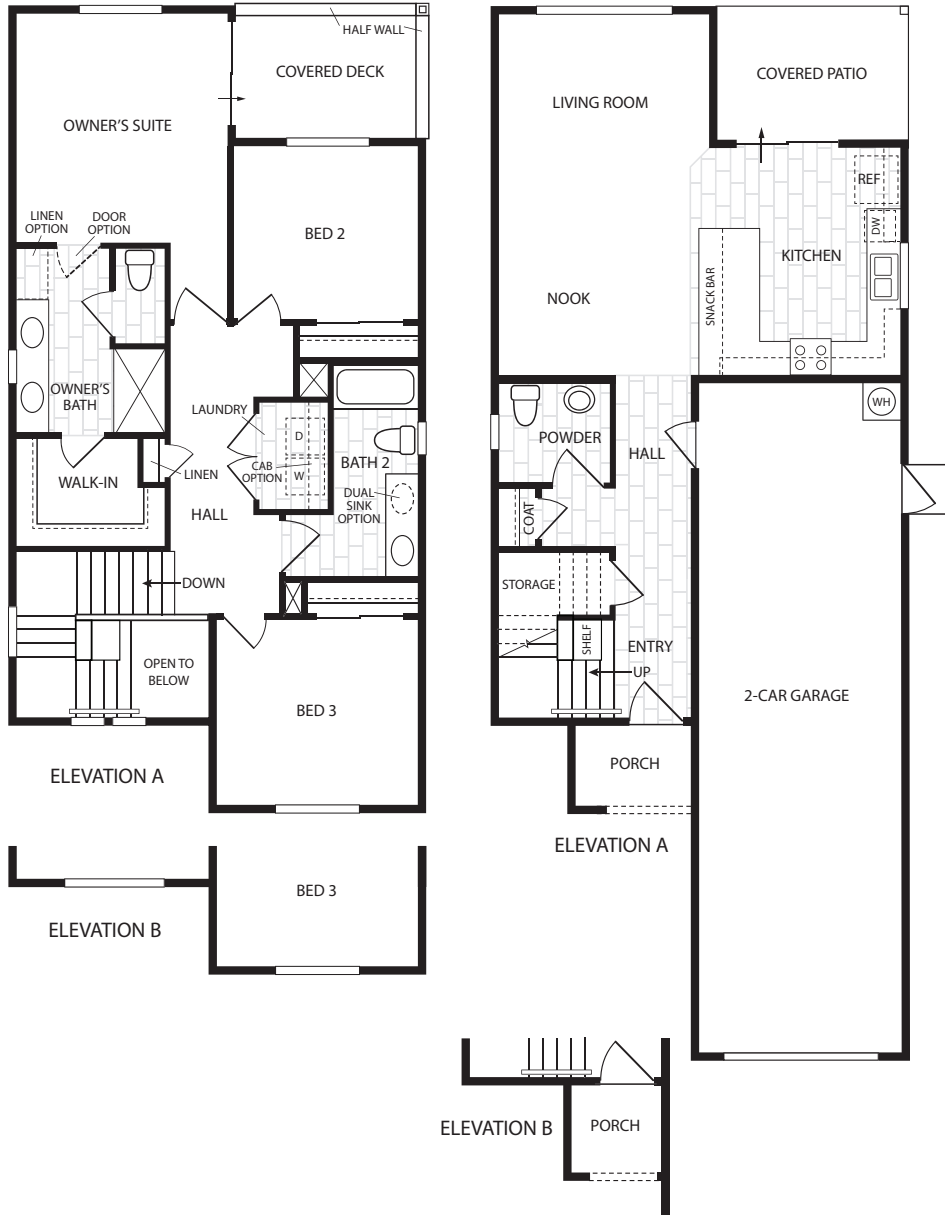 HALF WALL
COVERED DECK
OWNER'S SUITE
LINEN
OPTION
DOOR
OPTION
BED 2
OWNER'S
BATH
LAUNDRY
D
CAB
OPTION
W
BATH 2
DUAL
SINK
OPTION
WALK-IN
LINEN
HALL
DOWN
OPEN TO
BELOW
BED 3
ELEVATION A
BED 3
ELEVATION B
LIVING ROOM
COVERED PATIO
REF
DW
KITCHEN
SNACK BAR
NOOK
WH
POWDER
HALL
COAT
STORAGE
SHELF
ENTRY
UP
2-CAR GARAGE
PORCH
ELEVATION A
ELEVATION B
PORCH